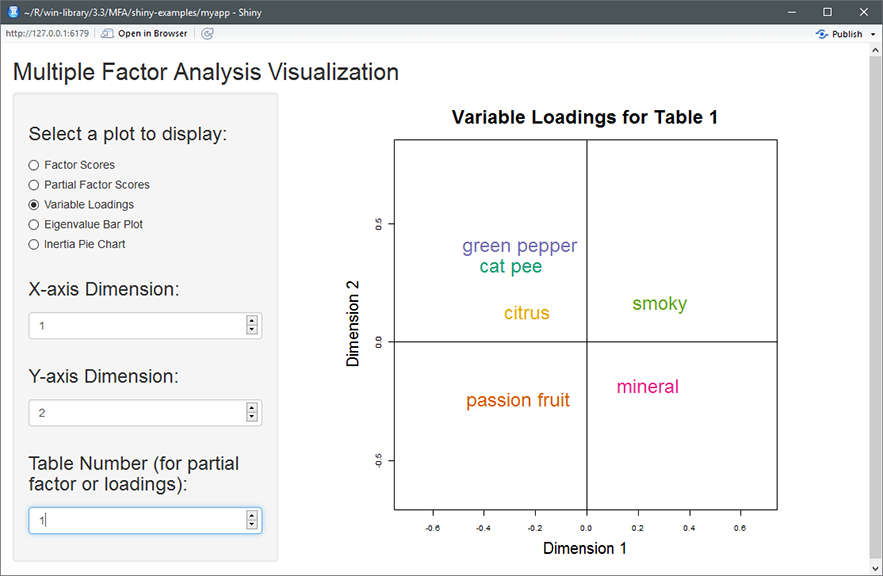 ~/R/win-library/3.3/MFA/shiny-examples/myapp - Shiny
http://127.0.0.1:6179 Open in Browser Publish
Multiple Factor Analysis Visualization
Select a plot to display:
Factor Scores
Partial Factor Scores
Variable Loadings
Eigenvalue Bar Plot
Inertia Pie Chart
X-axis Dimension:
1
Y-axis Dimension:
2
Table Number (for partial
factor or loadings):
1
Variable Loadings for Table 1
Dimension 2
0.5
0.0
-0.5
green pepper
cat pee
citrus
smoky
mineral
passion fruit
-0.6 -0.4 -0.2 0.0 0.2 0.4 0.6
Dimension 1